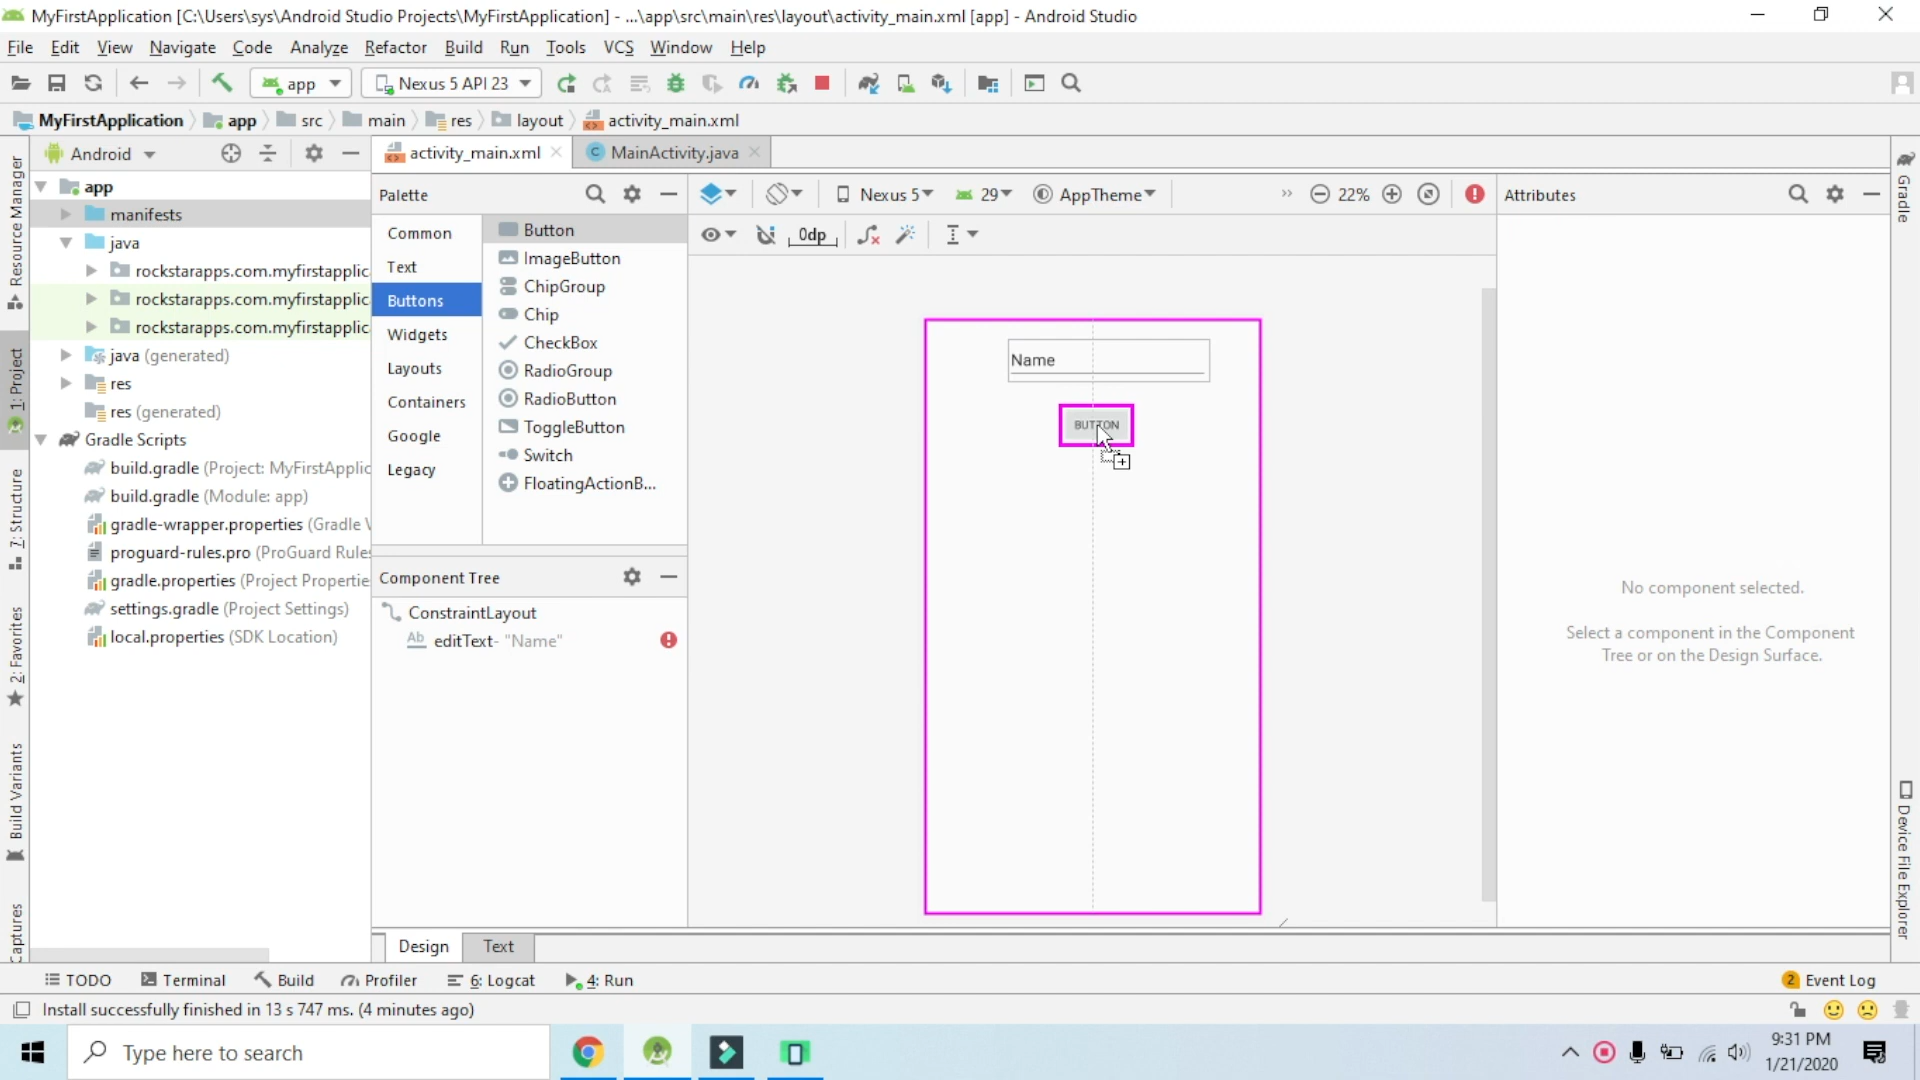 MyFirstApplication [C:\Users\sys\Android Studio Projects\MyFirstApplication] - ...\app\src\main\res\layout\activity_main.xml [app] - Android Studio
File Edit View Navigate Code Analyze Refactor Build Run Tools VCS Window Help
app Nexus 5 API 23
MyFirstApplication app src main res layout activity_main.xml
Android
activity_main.xml MainActivity.java
app
manifests
java
rockstarapps.com.myfirstapplic
rockstarapps.com.myfirstapplic
rockstarapps.com.myfirstapplic
java (generated)
res
res (generated)
Gradle Scripts
build.gradle (Project: MyFirstApplic
build.gradle (Module: app)
gradle-wrapper.properties (Gradle
proguard-rules.pro (ProGuard Rules
gradle.properties (Project Propertie
settings.gradle (Project Settings)
local.properties (SDK Location)
Resource Manager
1: Project
7: Structure
2: Favorites
Build Variants
Captures
Palette
Common
Text
Buttons
Widgets
Layouts
Containers
Google
Legacy
Button
ImageButton
ChipGroup
Chip
CheckBox
RadioGroup
RadioButton
ToggleButton
Switch
FloatingActionB...
Component Tree
ConstraintLayout
Ab editText- "Name"
Nexus 5 29 AppTheme » 22%
0dp
Name
BUTTON
Attributes
No component selected.
Select a component in the Component
Tree or on the Design Surface.
Gradle
Device File Explorer
Design Text
TODO Terminal Build Profiler 6: Logcat 4: Run 2 Event Log
Install successfully finished in 13 s 747 ms. (4 minutes ago)
Type here to search
9:31 PM
1/21/2020